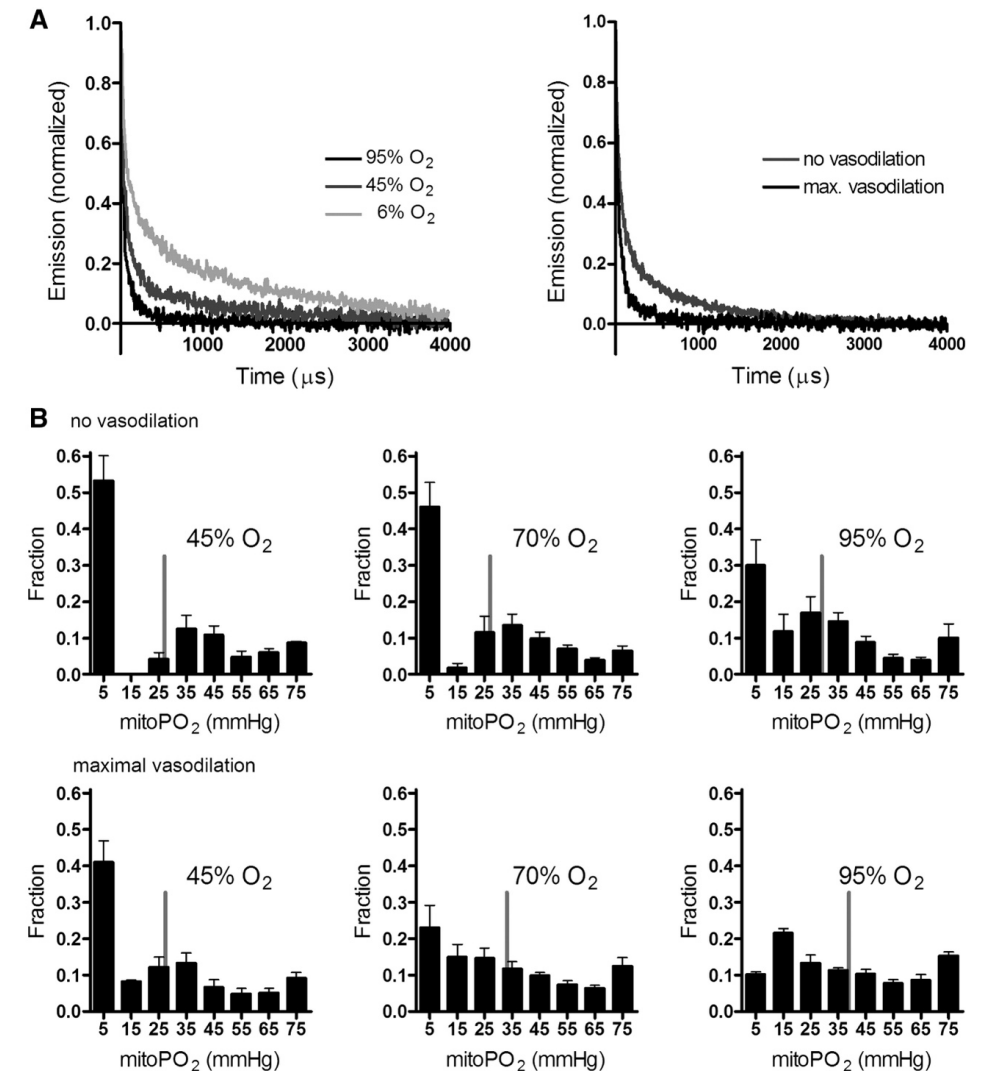 A
1.0
0.8
0.6
0.4
0.2
0.0
Emission (normalized)
95% O2
45% O2
6% O2
1000 2000 3000 4000
Time (μs)
1.0
0.8
0.6
0.4
0.2
0.0
Emission (normalized)
no vasodilation
max. vasodilation
1000 2000 3000 4000
Time (μs)
B no vasodilation
0.6
0.5
0.4
0.3
0.2
0.1
0.0
Fraction
45% O2
5 15 25 35 45 55 65 75
mitoPO2 (mmHg)
0.6
0.5
0.4
0.3
0.2
0.1
0.0
Fraction
70% O2
5 15 25 35 45 55 65 75
mitoPO2 (mmHg)
0.6
0.5
0.4
0.3
0.2
0.1
0.0
Fraction
95% O2
5 15 25 35 45 55 65 75
mitoPO2 (mmHg)
maximal vasodilation
0.6
0.5
0.4
0.3
0.2
0.1
0.0
Fraction
45% O2
5 15 25 35 45 55 65 75
mitoPO2 (mmHg)
0.6
0.5
0.4
0.3
0.2
0.1
0.0
Fraction
70% O2
5 15 25 35 45 55 65 75
mitoPO2 (mmHg)
0.6
0.5
0.4
0.3
0.2
0.1
0.0
Fraction
95% O2
5 15 25 35 45 55 65 75
mitoPO2 (mmHg)